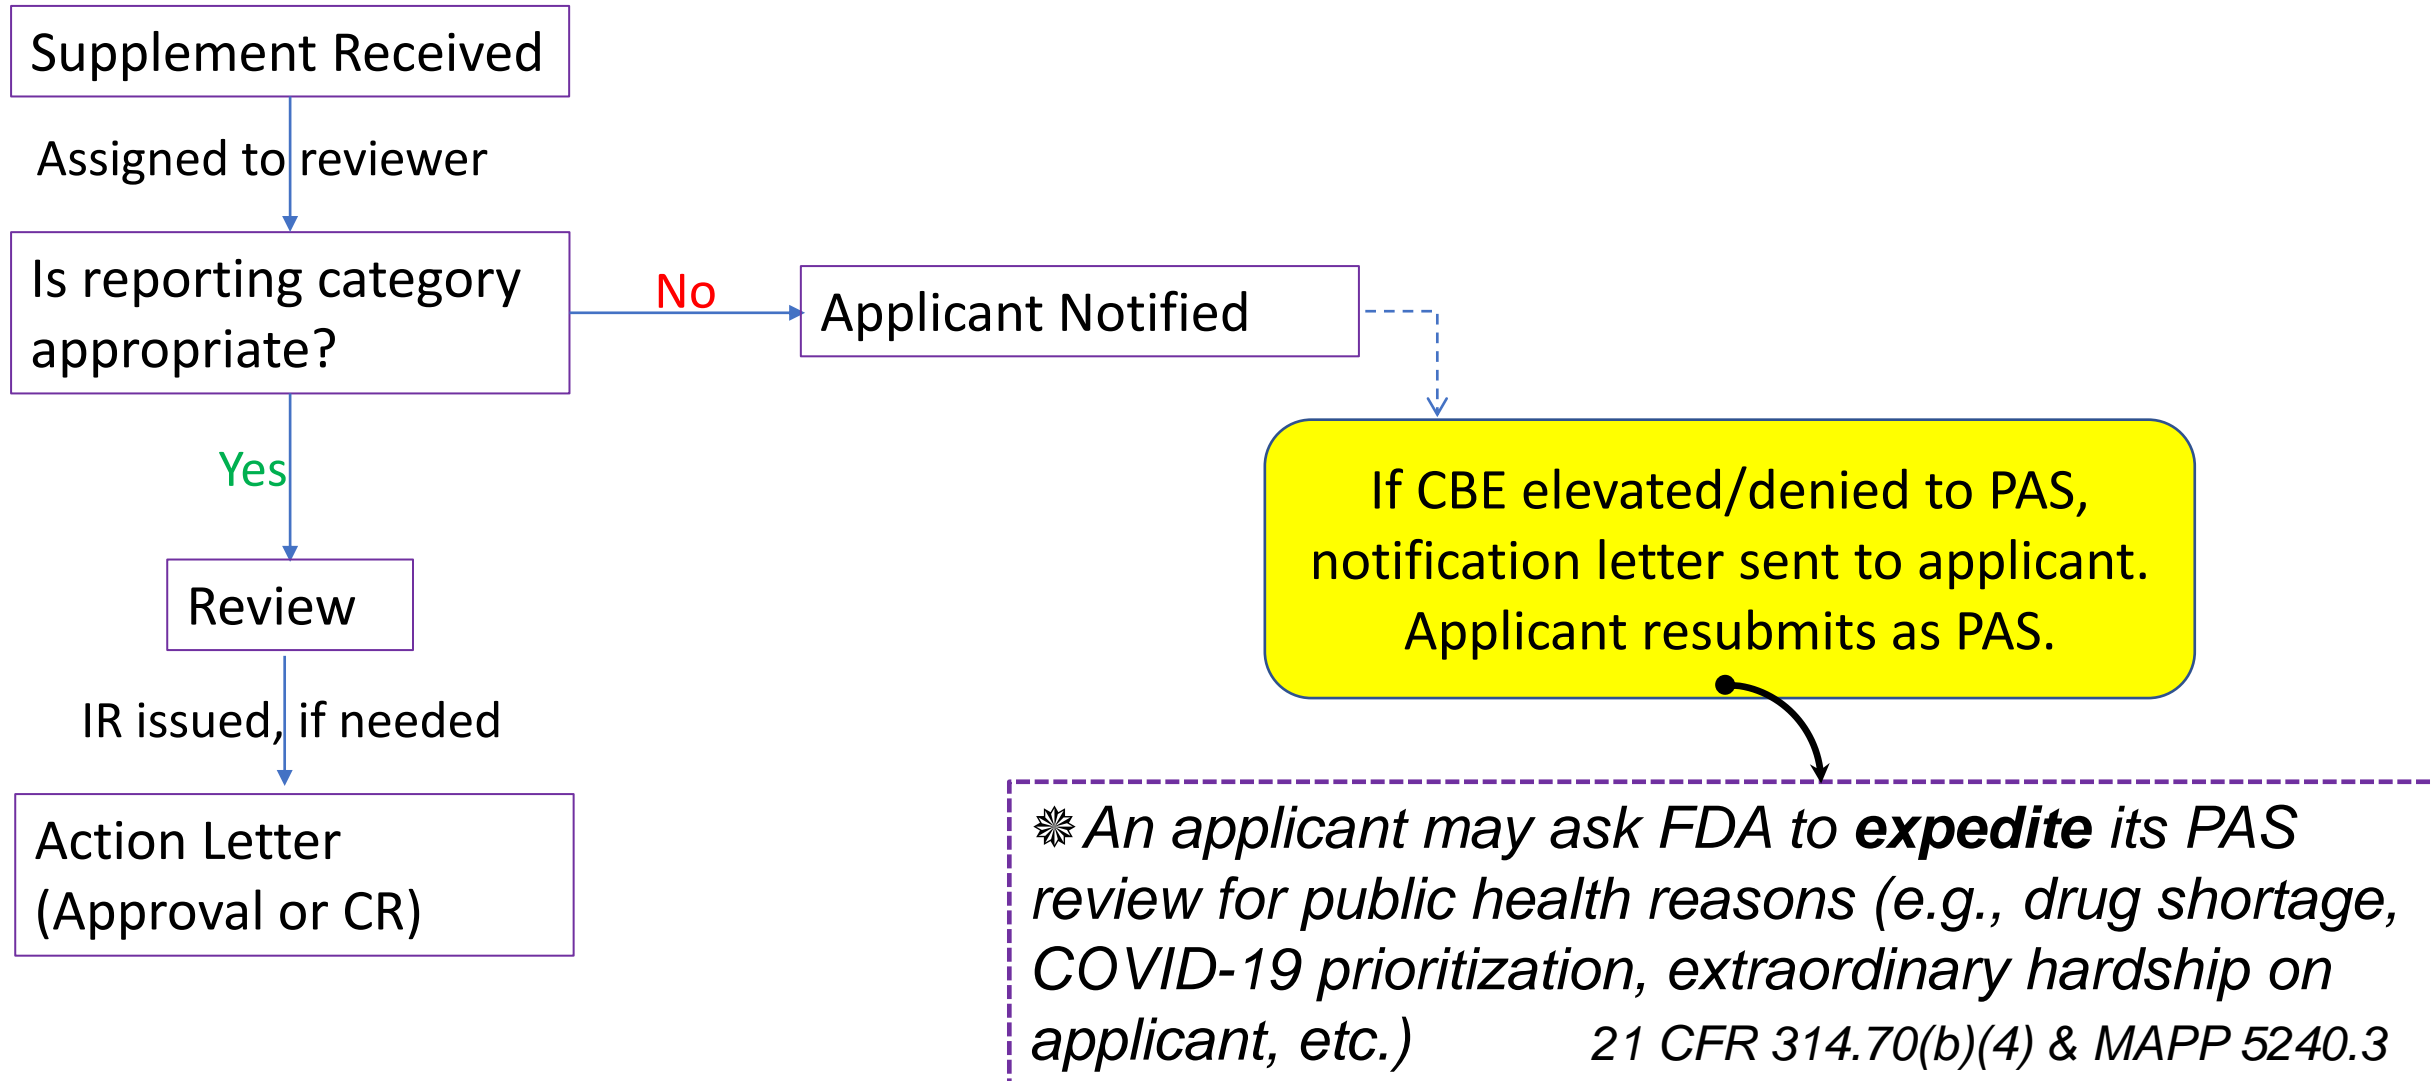 Supplement Received
Assigned to reviewer
Is reporting category
appropriate?
No
Applicant Notified
Yes
If CBE elevated/denied to PAS,
notification letter sent to applicant.
Applicant resubmits as PAS.
Review
IR issued, if needed
Action Letter
(Approval or CR)
An applicant may ask FDA to expedite its PAS
review for public health reasons (e.g., drug shortage,
COVID-19 prioritization, extraordinary hardship on
applicant, etc.) 21 CFR 314.70(b)(4) & MAPP 5240.3